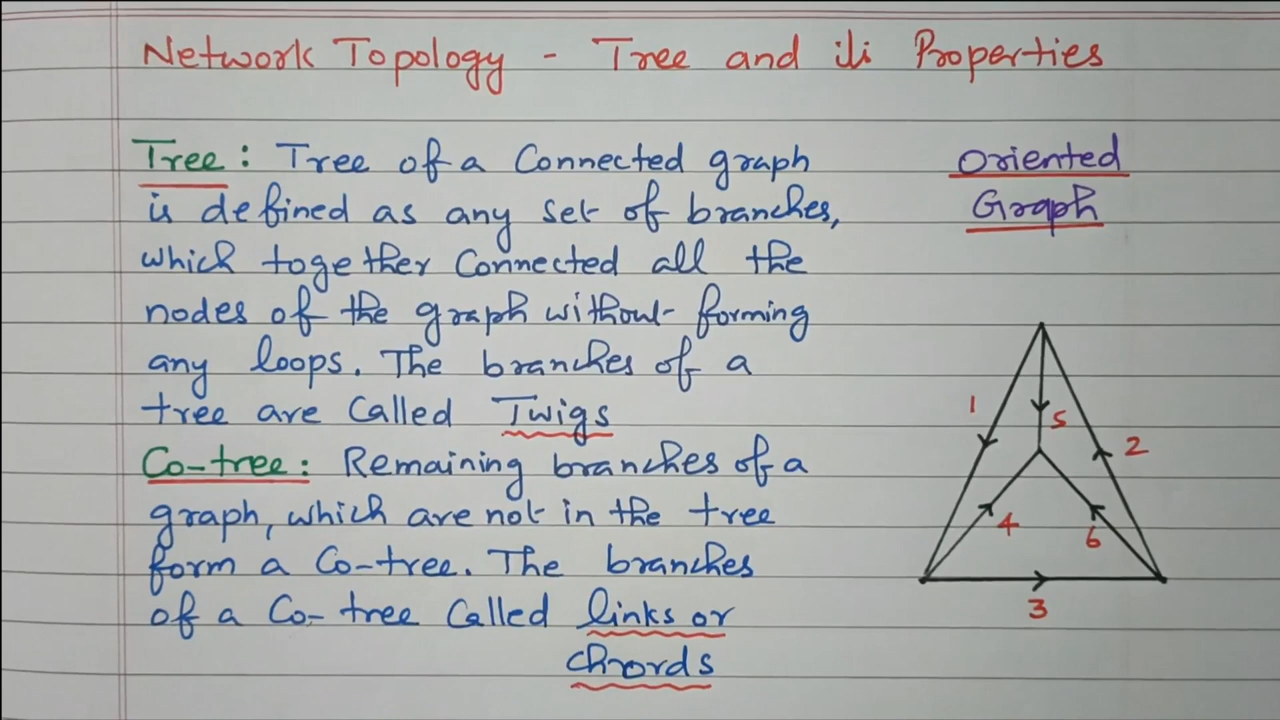 Network Topology - Tree and its Properties
Tree: Tree of a Connected graph
is defined as any set of branches,
which together Connected all the
nodes of the graph without forming
any loops. The branches of a
tree are Called Twigs
Co-tree: Remaining branches of a
graph, which are not in the tree
form a Co-tree. The branches
of a Co-tree Called links or
chords
Oriented
Graph
1
5
2
4
6
3